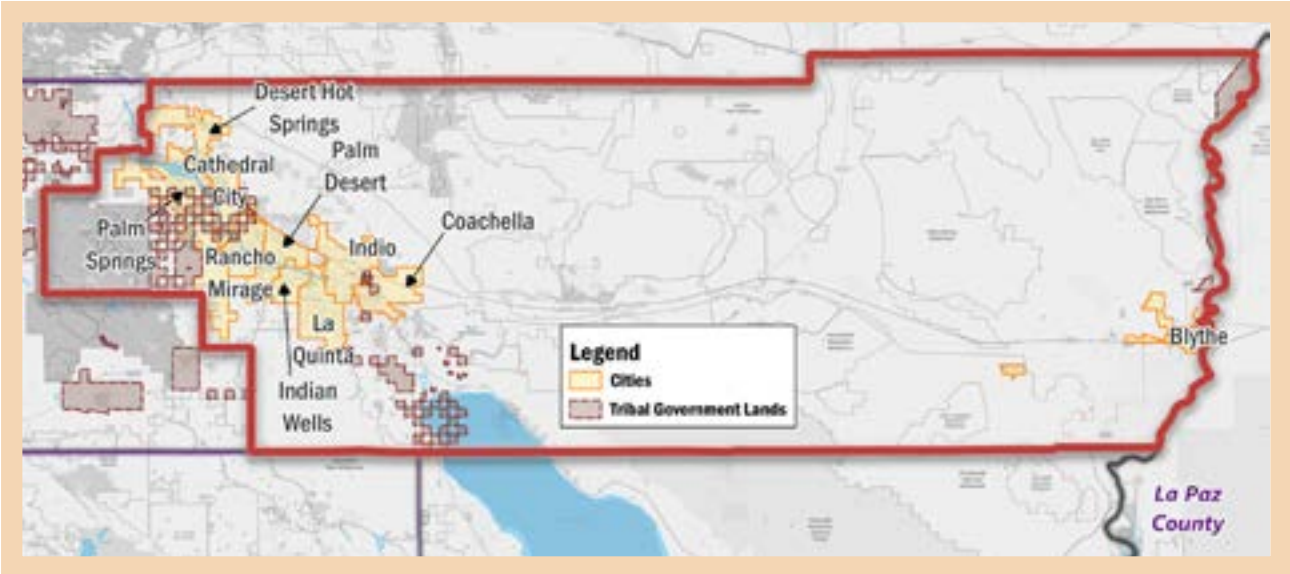 Desert Hot
Springs
Palm
Desert
Cathedral
City
Coachella
Palm
Springs
Rancho
Mirage
Indio
La
Quinta
Indian
Wells
Blythe
Legend
Cities
Tribal Government Lands
La Paz
County